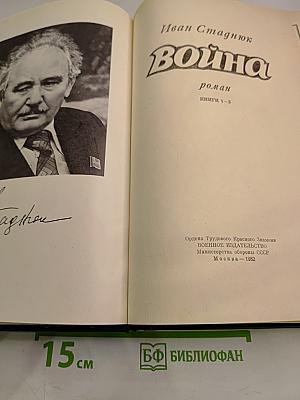 Иван Стаднюк
ВОЙНА
роман
КНИГИ 1-3
Ордена Трудового Красного Знамени
ВОЕННОЕ ИЗДАТЕЛЬСТВО
Министерства обороны СССР
Москва — 1982
15 см
БФ БИБЛИОФАН